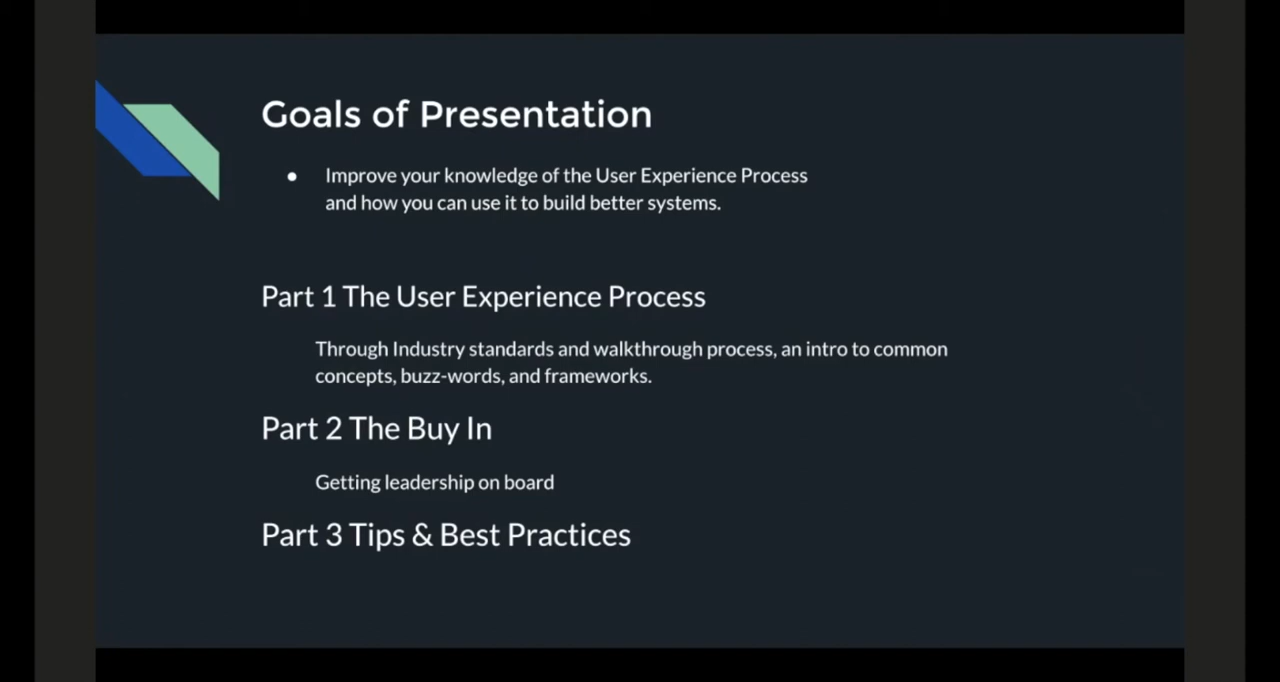 Goals of Presentation
● Improve your knowledge of the User Experience Process
and how you can use it to build better systems.
Part 1 The User Experience Process
Through Industry standards and walkthrough process, an intro to common
concepts, buzz-words, and frameworks.
Part 2 The Buy In
Getting leadership on board
Part 3 Tips & Best Practices